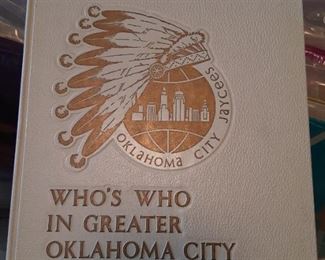 OKLAHOMA CITY JAYCEES
WHO'S WHO
IN GREATER
OKLAHOMA CITY